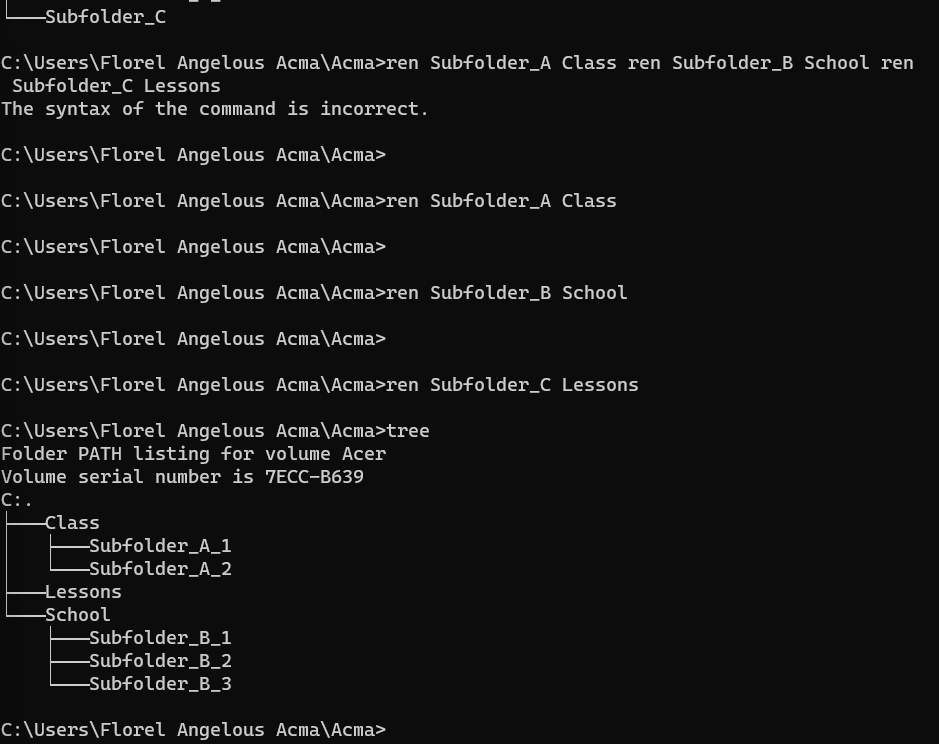 └───Subfolder_C
C:\Users\Florel Angelous Acma\Acma>ren Subfolder_A Class ren Subfolder_B School ren
 Subfolder_C Lessons
The syntax of the command is incorrect.
C:\Users\Florel Angelous Acma\Acma>
C:\Users\Florel Angelous Acma\Acma>ren Subfolder_A Class
C:\Users\Florel Angelous Acma\Acma>
C:\Users\Florel Angelous Acma\Acma>ren Subfolder_B School
C:\Users\Florel Angelous Acma\Acma>
C:\Users\Florel Angelous Acma\Acma>ren Subfolder_C Lessons
C:\Users\Florel Angelous Acma\Acma>tree
Folder PATH listing for volume Acer
Volume serial number is 7ECC-B639
C:.
├───Class
│   ├───Subfolder_A_1
│   └───Subfolder_A_2
├───Lessons
└───School
    ├───Subfolder_B_1
    ├───Subfolder_B_2
    └───Subfolder_B_3
C:\Users\Florel Angelous Acma\Acma>